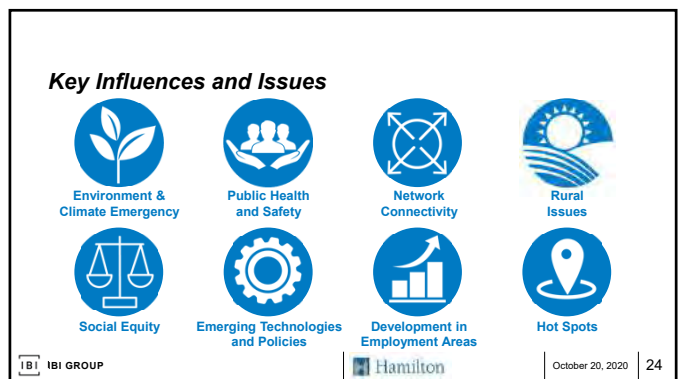 Key Influences and Issues
Environment &
Climate Emergency
Public Health
and Safety
Network
Connectivity
Rural
Issues
Social Equity
Emerging Technologies
and Policies
Development in
Employment Areas
Hot Spots
IBI IBI GROUP
Hamilton
October 20, 2020
24